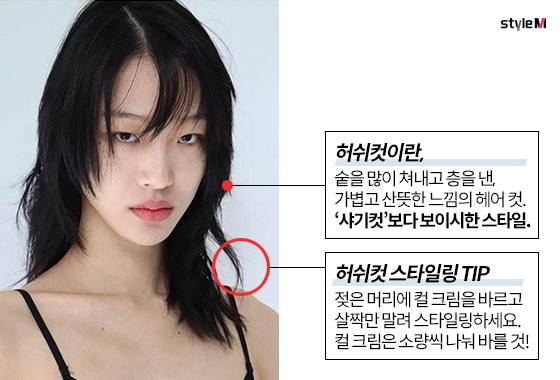 style M
허쉬컷이란,
숱을 많이 쳐내고 층을 낸,
가볍고 산뜻한 느낌의 헤어 컷.
‘샤기컷’보다 보이시한 스타일.
허쉬컷 스타일링 TIP
젖은 머리에 컬 크림을 바르고
살짝만 말려 스타일링하세요.
컬 크림은 소량씩 나눠 바를 것!